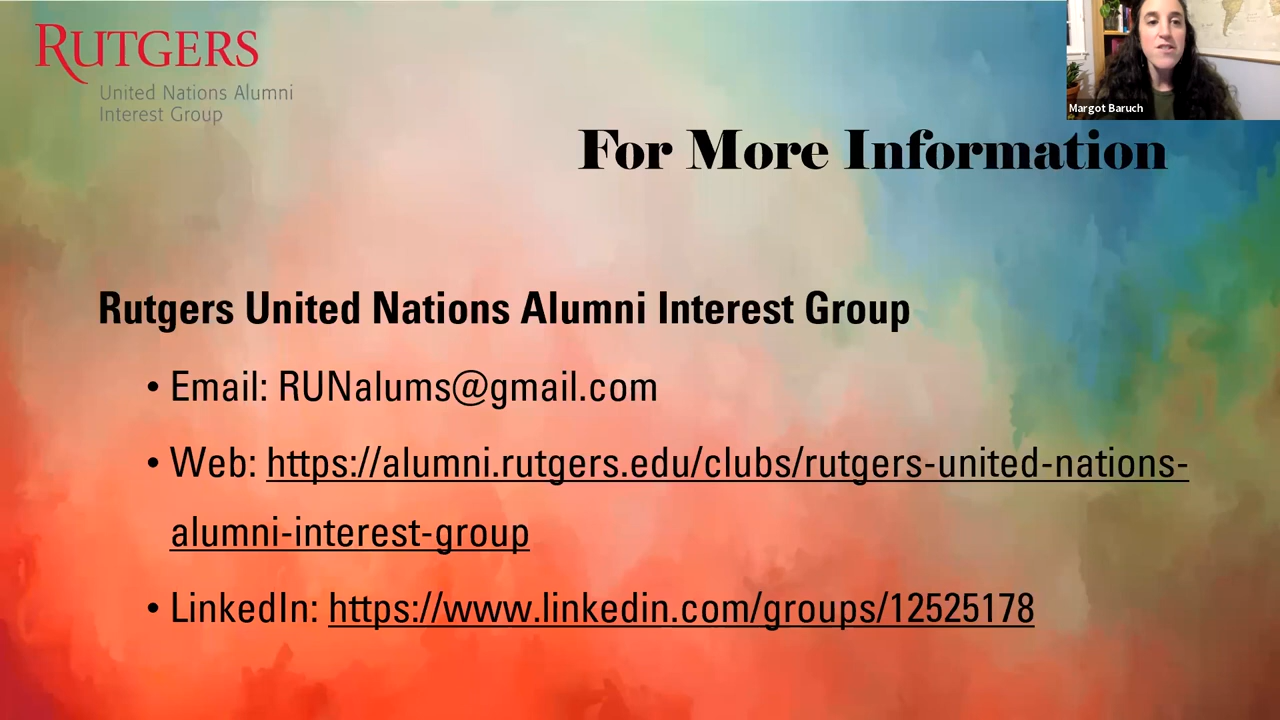 RUTGERS
United Nations Alumni
Interest Group
Margot Baruch
For More Information
Rutgers United Nations Alumni Interest Group
• Email: RUNalums@gmail.com
• Web: https://alumni.rutgers.edu/clubs/rutgers-united-nations-
alumni-interest-group
• LinkedIn: https://www.linkedin.com/groups/12525178